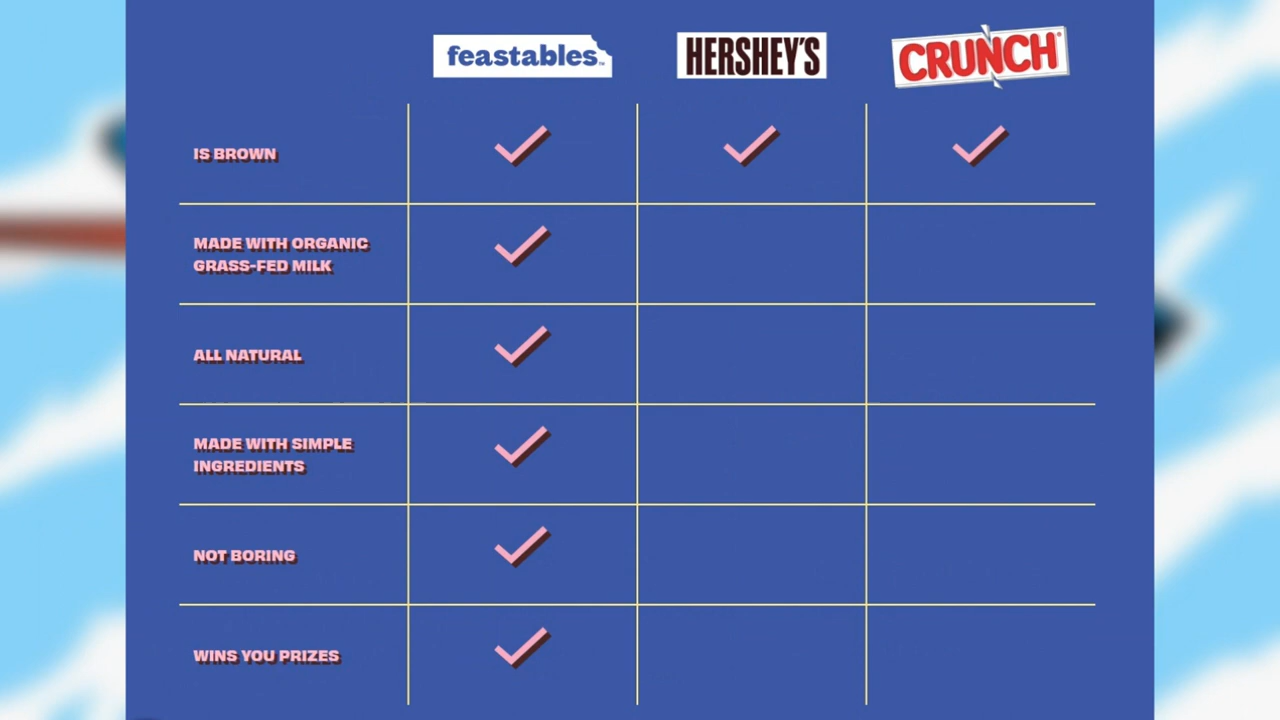 feastables™
HERSHEY'S
CRUNCH®
IS BROWN
MADE WITH ORGANIC
GRASS-FED MILK
ALL NATURAL
MADE WITH SIMPLE
INGREDIENTS
NOT BORING
WINS YOU PRIZES